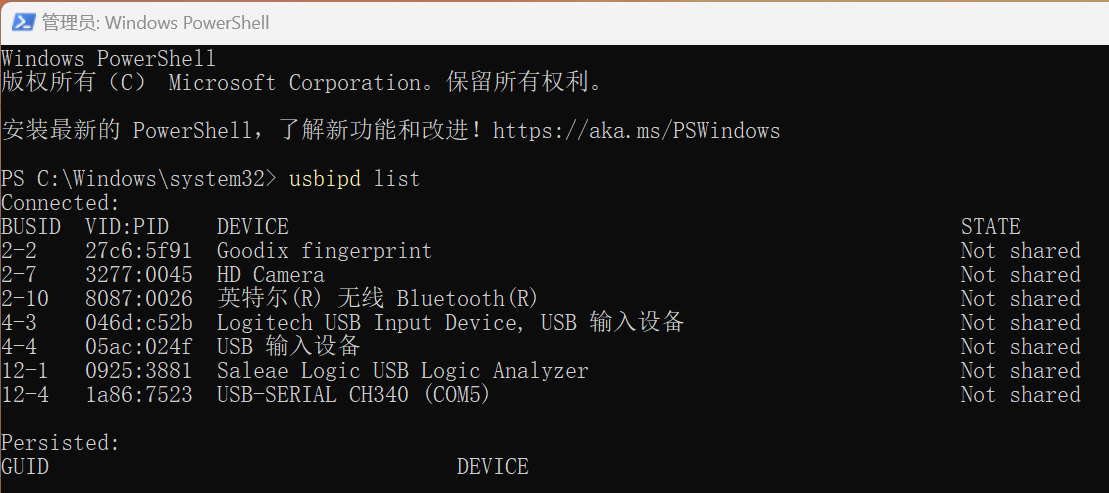 管理员: Windows PowerShell
Windows PowerShell
版权所有（C） Microsoft Corporation。保留所有权利。
安装最新的 PowerShell，了解新功能和改进！https://aka.ms/PSWindows
PS C:\Windows\system32> usbipd list
Connected:
BUSID  VID:PID    DEVICE                                                        STATE
2-2    27c6:5f91  Goodix fingerprint                                            Not shared
2-7    3277:0045  HD Camera                                                     Not shared
2-10   8087:0026  英特尔(R) 无线 Bluetooth(R)                                   Not shared
4-3    046d:c52b  Logitech USB Input Device, USB 输入设备                       Not shared
4-4    05ac:024f  USB 输入设备                                                  Not shared
12-1   0925:3881  Saleae Logic USB Logic Analyzer                               Not shared
12-4   1a86:7523  USB-SERIAL CH340 (COM5)                                       Not shared
Persisted:
GUID                                  DEVICE